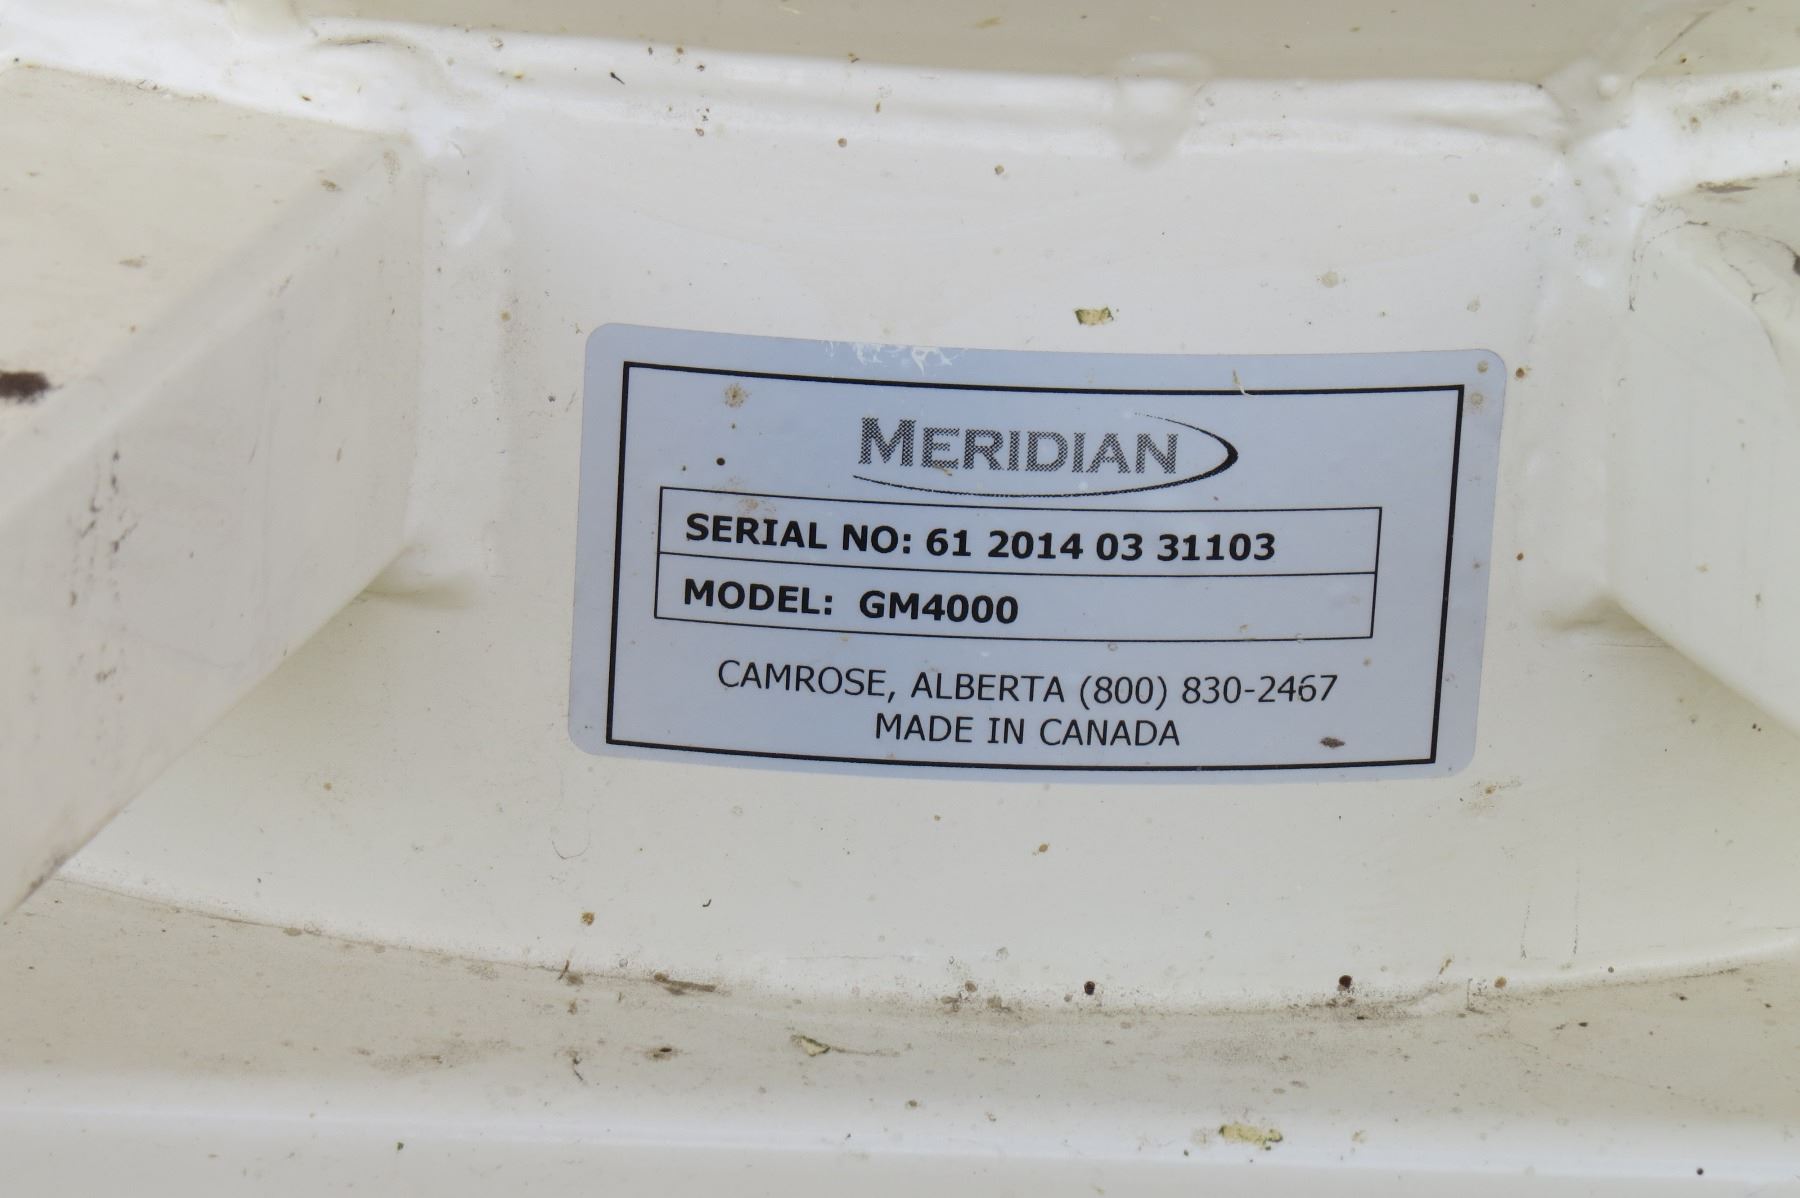 MERIDIAN
SERIAL NO: 61 2014 03 31103
MODEL: GM4000
CAMROSE, ALBERTA (800) 830-2467
MADE IN CANADA